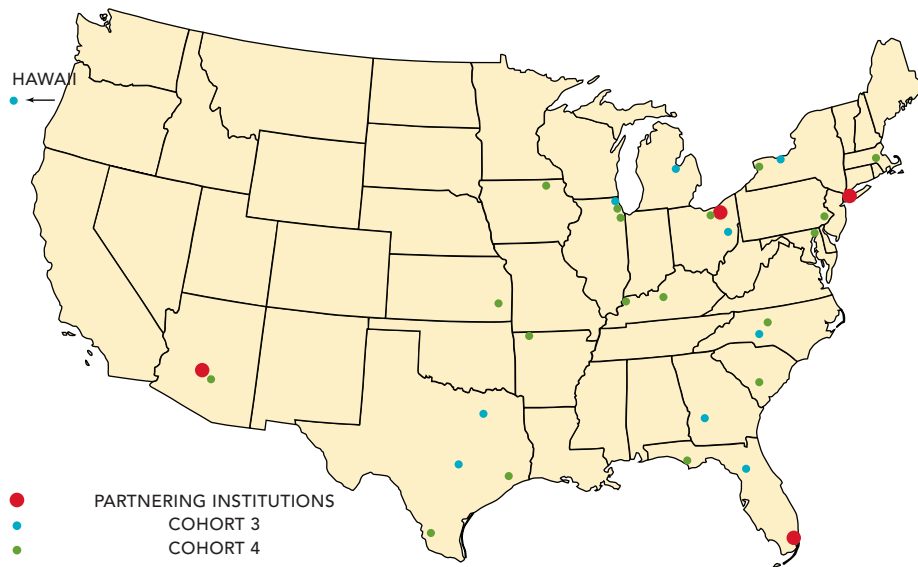 HAWAII
PARTNERING INSTITUTIONS
COHORT 3
COHORT 4